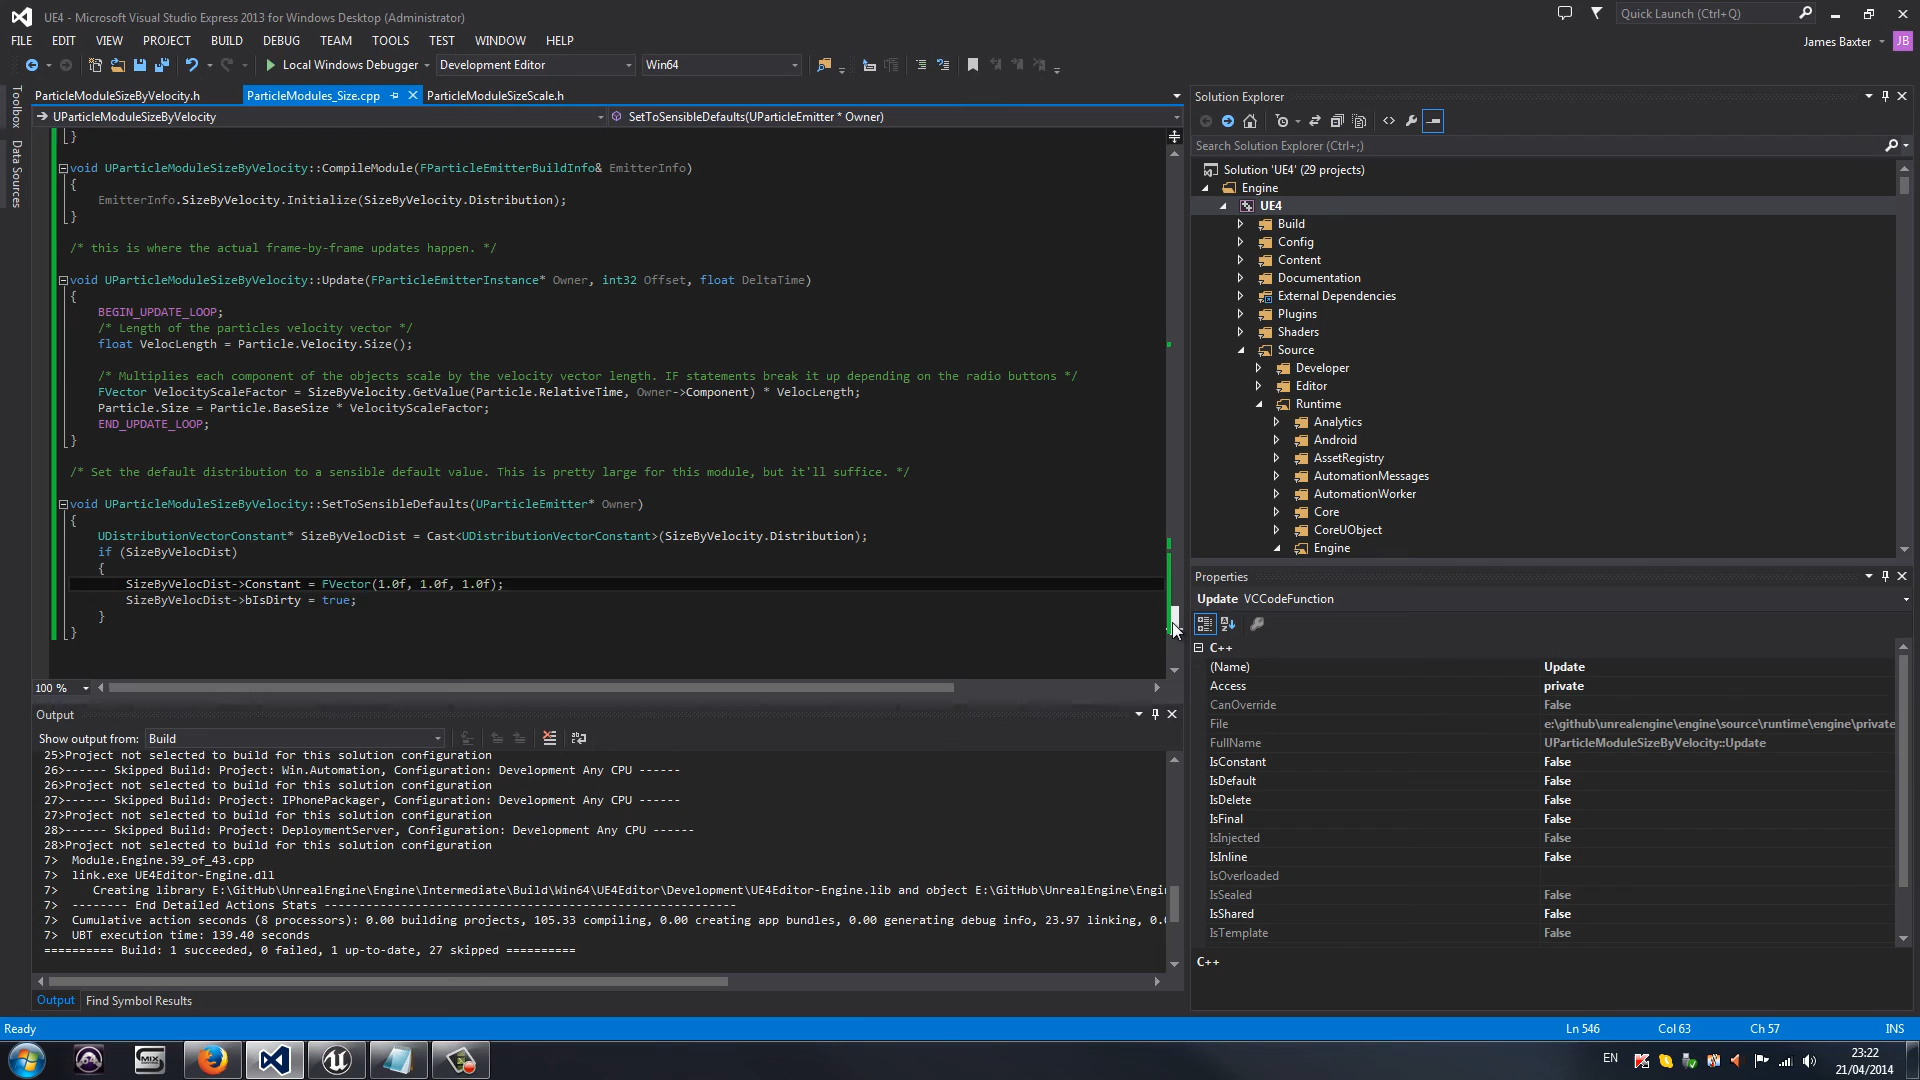 UE4 - Microsoft Visual Studio Express 2013 for Windows Desktop (Administrator)
Quick Launch (Ctrl+Q)
FILE EDIT VIEW PROJECT BUILD DEBUG TEAM TOOLS TEST WINDOW HELP
James Baxter JB
Local Windows Debugger Development Editor Win64
Toolbox
Data Sources
ParticleModuleSizeByVelocity.h ParticleModules_Size.cpp ParticleModuleSizeScale.h
UParticleModuleSizeByVelocity SetToSensibleDefaults(UParticleEmitter * Owner)
}
void UParticleModuleSizeByVelocity::CompileModule(FParticleEmitterBuildInfo& EmitterInfo)
{
EmitterInfo.SizeByVelocity.Initialize(SizeByVelocity.Distribution);
}
/* this is where the actual frame-by-frame updates happen. */
void UParticleModuleSizeByVelocity::Update(FParticleEmitterInstance* Owner, int32 Offset, float DeltaTime)
{
BEGIN_UPDATE_LOOP;
/* Length of the particles velocity vector */
float VelocLength = Particle.Velocity.Size();
/* Multiplies each component of the objects scale by the velocity vector length. IF statements break it up depending on the radio buttons */
FVector VelocityScaleFactor = SizeByVelocity.GetValue(Particle.RelativeTime, Owner->Component) * VelocLength;
Particle.Size = Particle.BaseSize * VelocityScaleFactor;
END_UPDATE_LOOP;
}
/* Set the default distribution to a sensible default value. This is pretty large for this module, but it'll suffice. */
void UParticleModuleSizeByVelocity::SetToSensibleDefaults(UParticleEmitter* Owner)
{
UDistributionVectorConstant* SizeByVelocDist = Cast<UDistributionVectorConstant>(SizeByVelocity.Distribution);
if (SizeByVelocDist)
{
SizeByVelocDist->Constant = FVector(1.0f, 1.0f, 1.0f);
SizeByVelocDist->bIsDirty = true;
}
}
100 %
Output
Show output from: Build
25>Project not selected to build for this solution configuration
26>------ Skipped Build: Project: Win.Automation, Configuration: Development Any CPU ------
26>Project not selected to build for this solution configuration
27>------ Skipped Build: Project: IPhonePackager, Configuration: Development Any CPU ------
27>Project not selected to build for this solution configuration
28>------ Skipped Build: Project: DeploymentServer, Configuration: Development Any CPU ------
28>Project not selected to build for this solution configuration
7> Module.Engine.39_of_43.cpp
7> link.exe UE4Editor-Engine.dll
7> Creating library E:\GitHub\UnrealEngine\Engine\Intermediate\Build\Win64\UE4Editor\Development\UE4Editor-Engine.lib and object E:\GitHub\UnrealEngine\Engi
7> -------- End Detailed Actions Stats -----------------------------------------------------------
7> Cumulative action seconds (8 processors): 0.00 building projects, 105.33 compiling, 0.00 creating app bundles, 0.00 generating debug info, 23.97 linking, 0.
7> UBT execution time: 139.40 seconds
========== Build: 1 succeeded, 0 failed, 1 up-to-date, 27 skipped ==========
Output Find Symbol Results
Solution Explorer
Search Solution Explorer (Ctrl+;)
Solution 'UE4' (29 projects)
Engine
UE4
Build
Config
Content
Documentation
External Dependencies
Plugins
Shaders
Source
Developer
Editor
Runtime
Analytics
Android
AssetRegistry
AutomationMessages
AutomationWorker
Core
CoreUObject
Engine
Properties
Update VCCodeFunction
C++
(Name) Update
Access private
CanOverride False
File e:\github\unrealengine\engine\source\runtime\engine\private
FullName UParticleModuleSizeByVelocity::Update
IsConstant False
IsDefault False
IsDelete False
IsFinal False
IsInjected False
IsInline False
IsOverloaded
IsSealed False
IsShared False
IsTemplate False
C++
Ready Ln 546 Col 63 Ch 57 INS
64
MIX
EN
23:22
21/04/2014